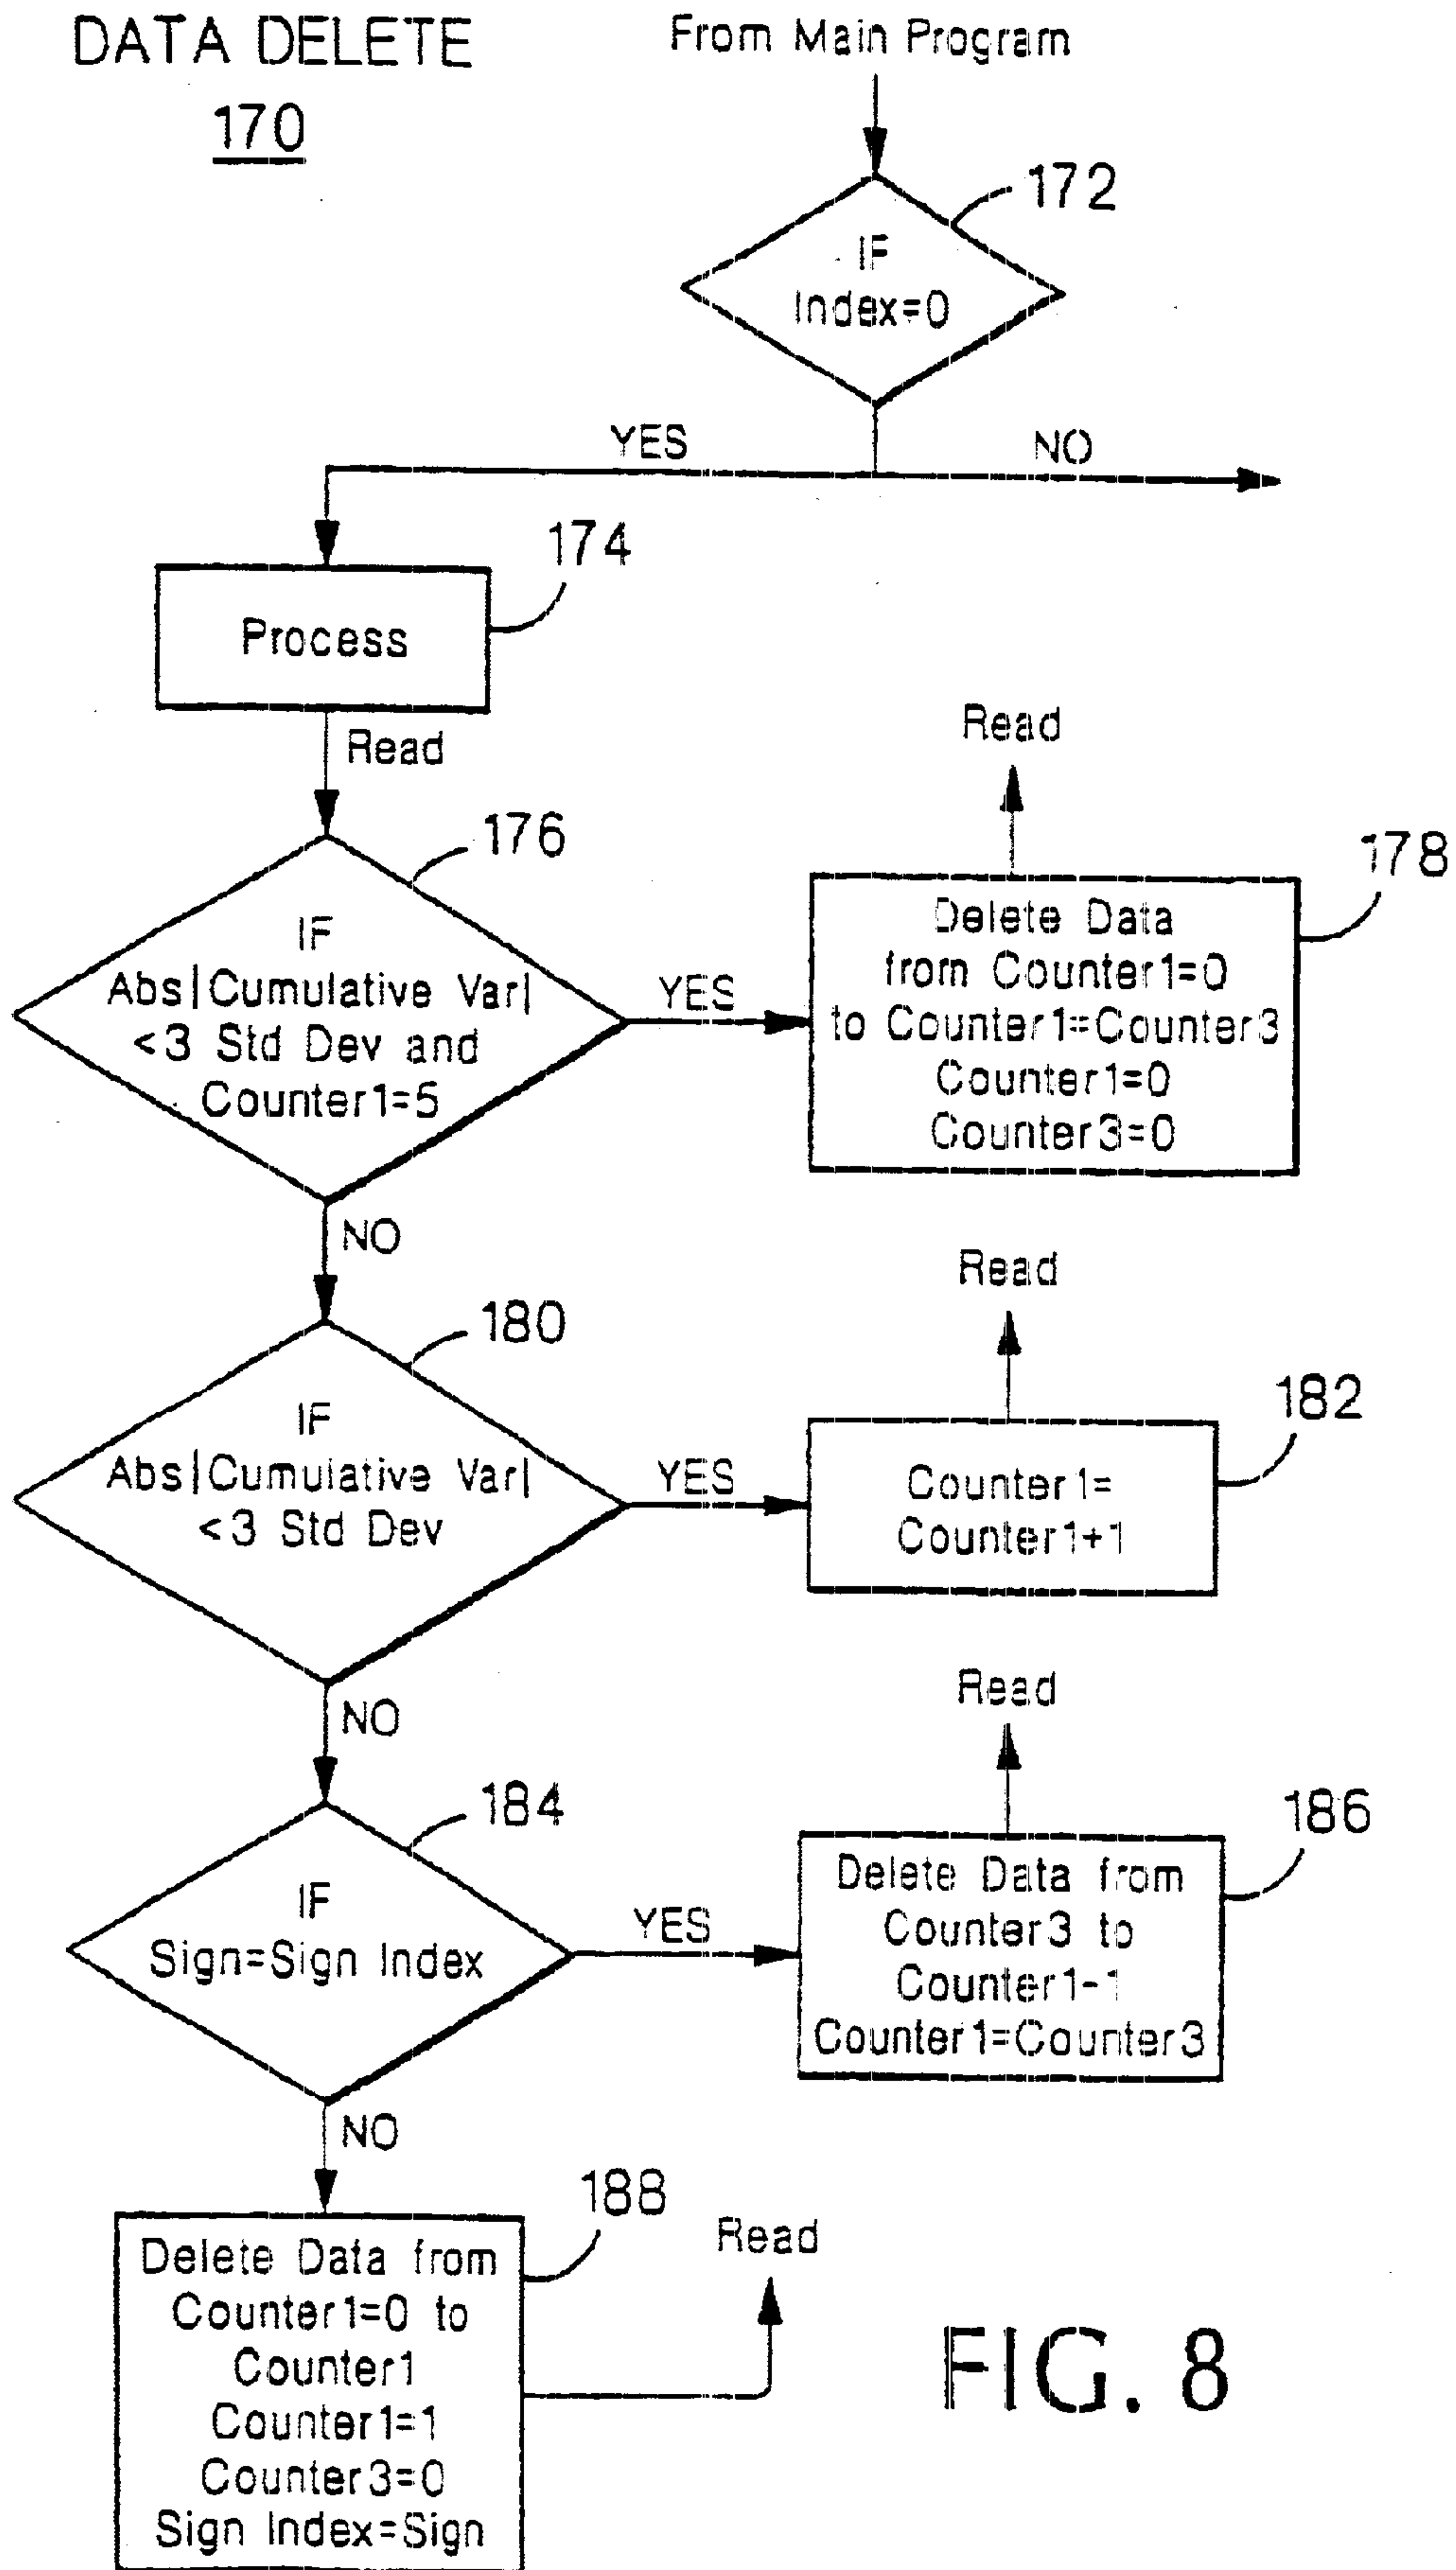 DATA DELETE
170
From Main Program
172
IF
Index=0
YES
NO
174
Process
Read
176
IF
Abs|Cumulative Var|
<3 Std Dev and
Counter1=5
YES
Read
178
Delete Data
from Counter1=0
to Counter1=Counter3
Counter1=0
Counter3=0
NO
180
IF
Abs|Cumulative Var|
<3 Std Dev
YES
Read
182
Counter1=
Counter1+1
NO
184
IF
Sign=Sign Index
YES
Read
186
Delete Data from
Counter3 to
Counter1-1
Counter1=Counter3
NO
188
Delete Data from
Counter1=0 to
Counter1
Counter1=1
Counter3=0
Sign Index=Sign
Read
FIG. 8